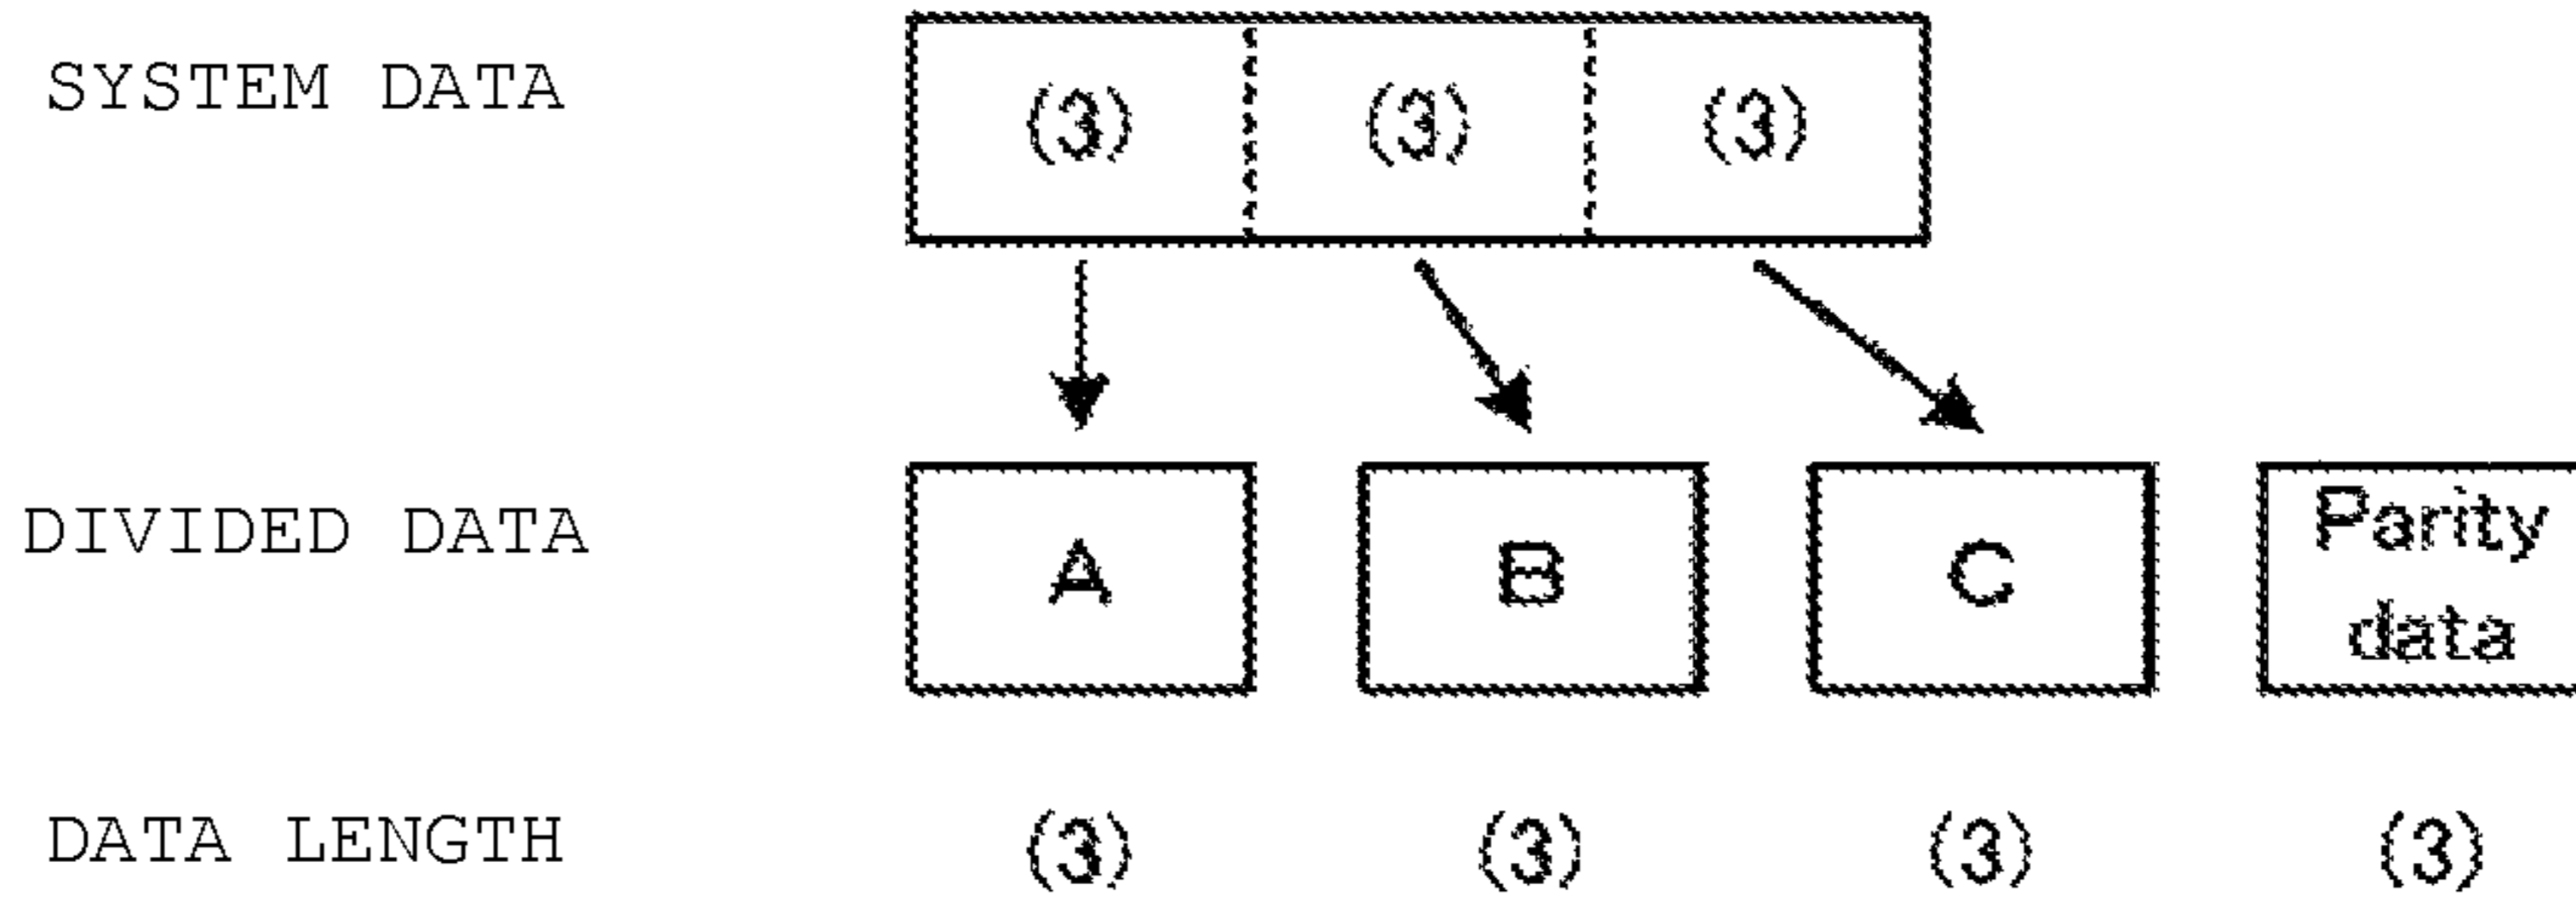 SYSTEM DATA (3) (3) (3)
DIVIDED DATA A B C Parity
data
DATA LENGTH (3) (3) (3) (3)